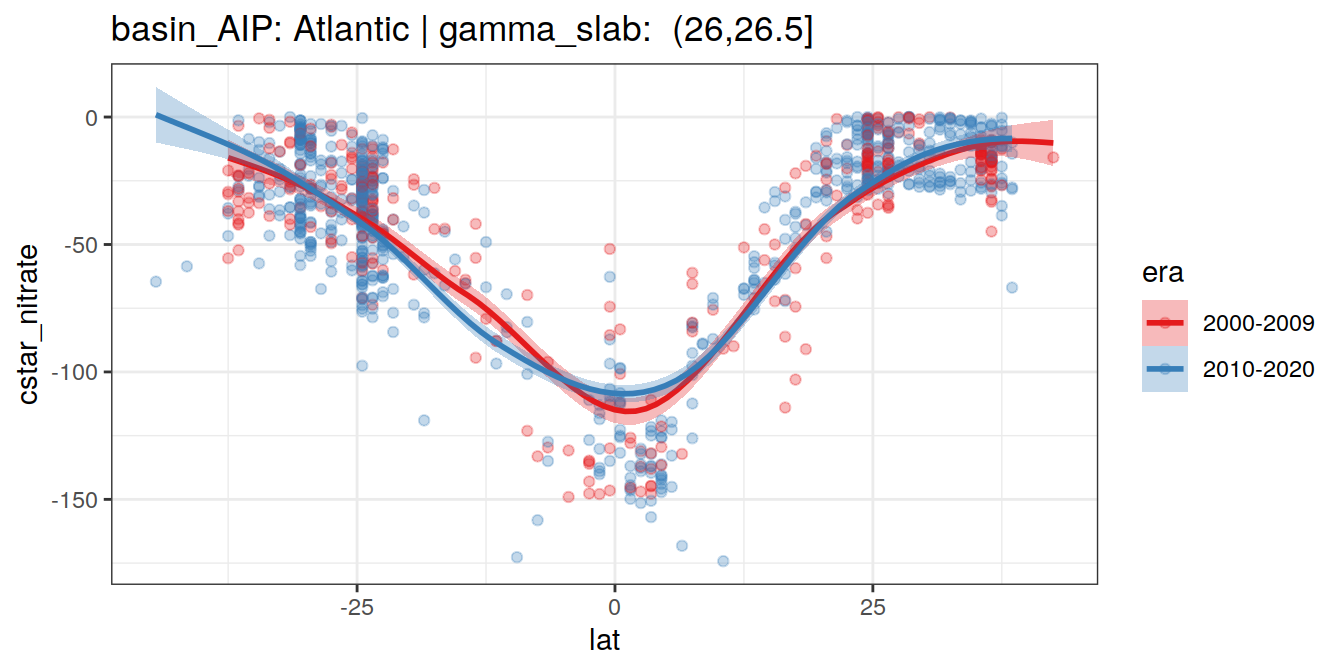 basin_AIP: Atlantic | gamma_slab:  (26,26.5]
0
-50
-100
-150
cstar_nitrate
-25
0
25
lat
era
2000-2009
2010-2020